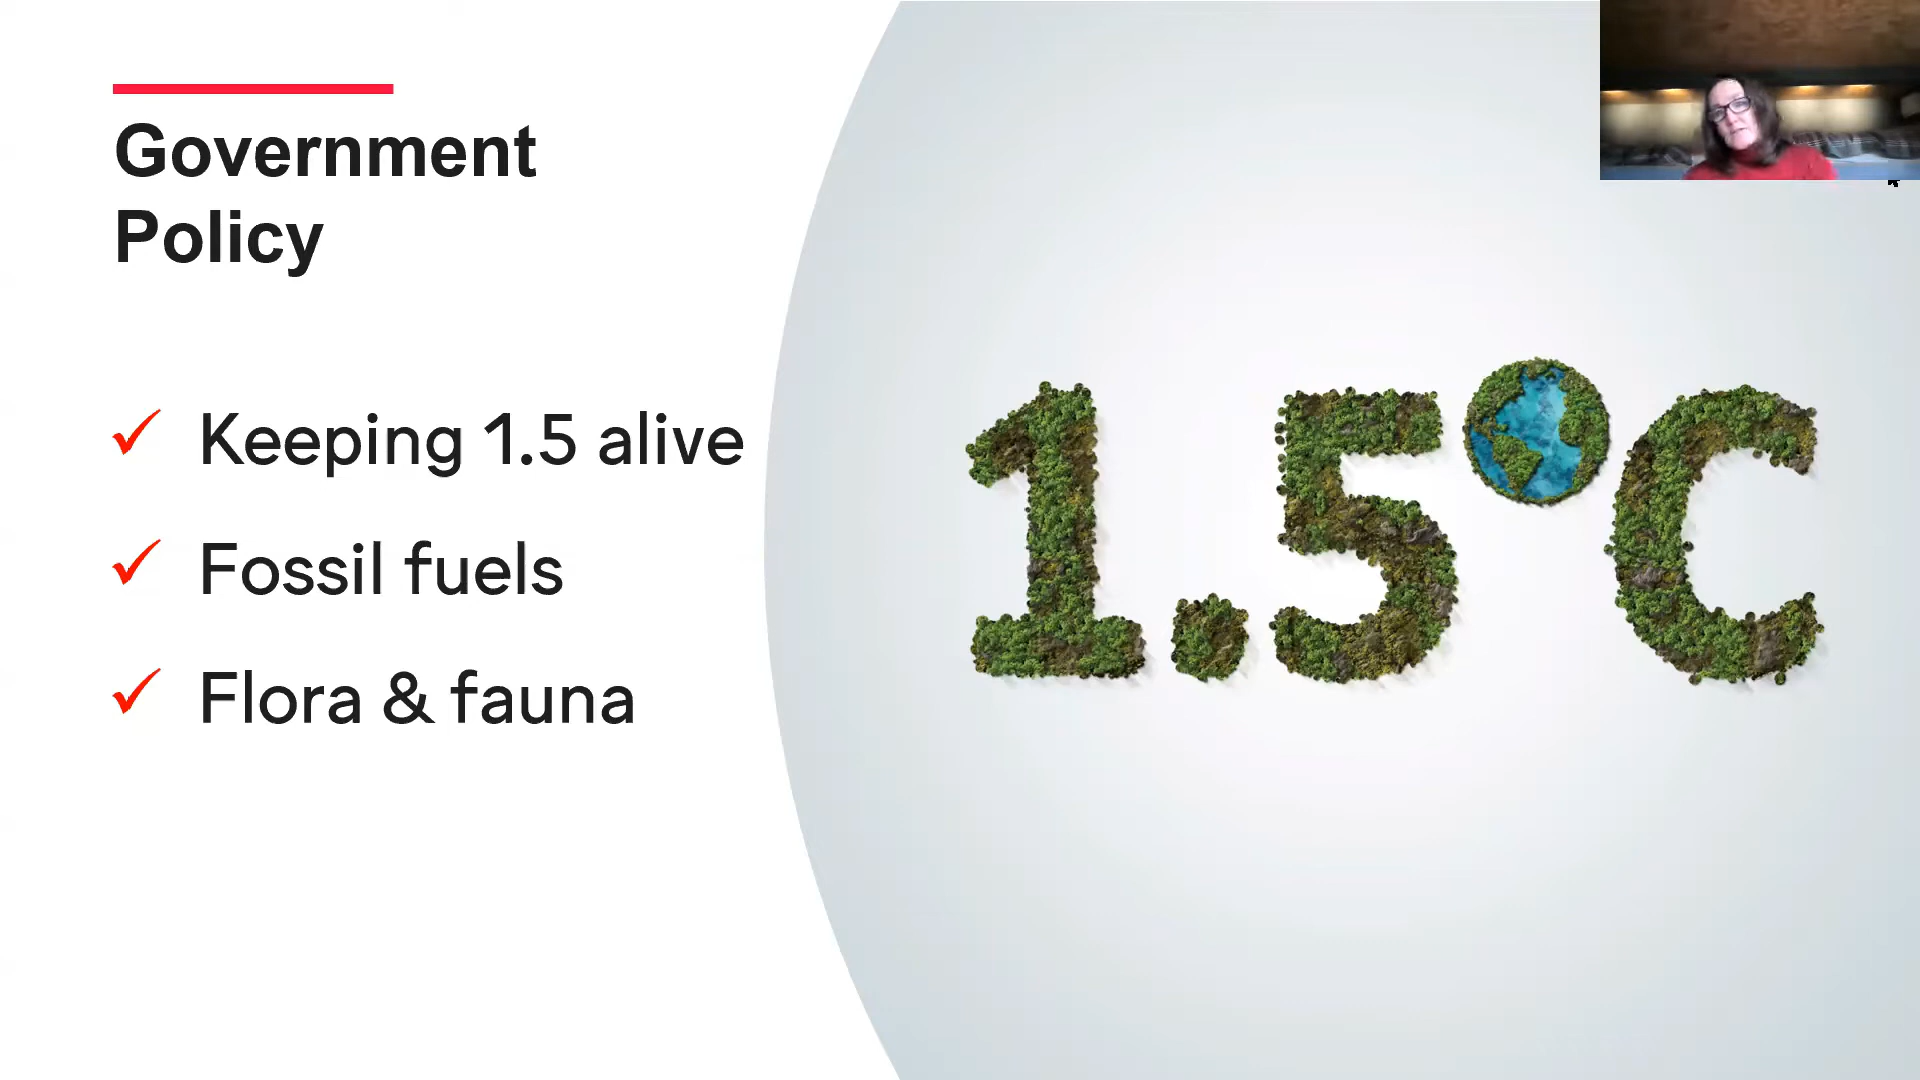 Government
Policy
Keeping 1.5 alive
Fossil fuels
Flora & fauna
1.5°C